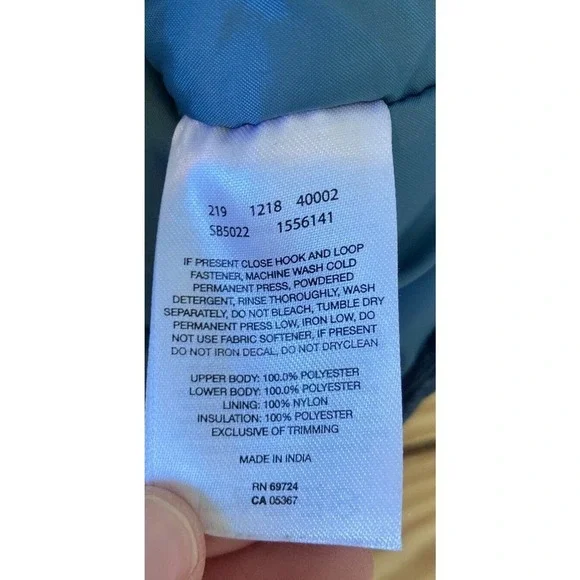 219 1218 40002
SB5022 1556141
IF PRESENT CLOSE HOOK AND LOOP
FASTENER, MACHINE WASH COLD
PERMANENT PRESS, POWDERED
DETERGENT, RINSE THOROUGHLY, WASH
SEPARATELY, DO NOT BLEACH, TUMBLE DRY
PERMANENT PRESS LOW, IRON LOW, DO
NOT USE FABRIC SOFTENER, IF PRESENT
DO NOT IRON DECAL, DO NOT DRYCLEAN
UPPER BODY: 100.0% POLYESTER
LOWER BODY: 100.0% POLYESTER
LINING: 100% NYLON
INSULATION: 100% POLYESTER
EXCLUSIVE OF TRIMMING
MADE IN INDIA
RN 69724
CA 05367